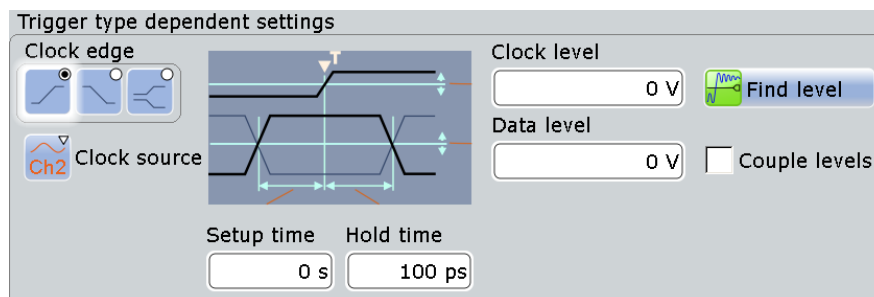 Trigger type dependent settings
Clock edge
Ch2
Clock source
T
Clock level
0 V
Find level
Data level
0 V
Couple levels
Setup time
0 s
Hold time
100 ps